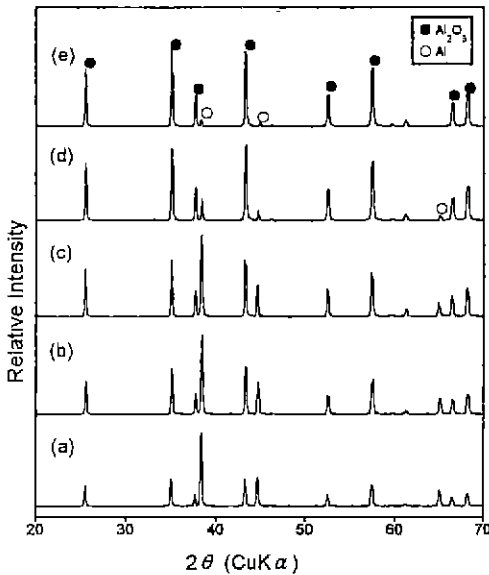 (e)
Al₂O₃
Al
(d)
(c)
(b)
(a)
Relative Intensity
20 30 40 50 60 70
2θ (CuKα)